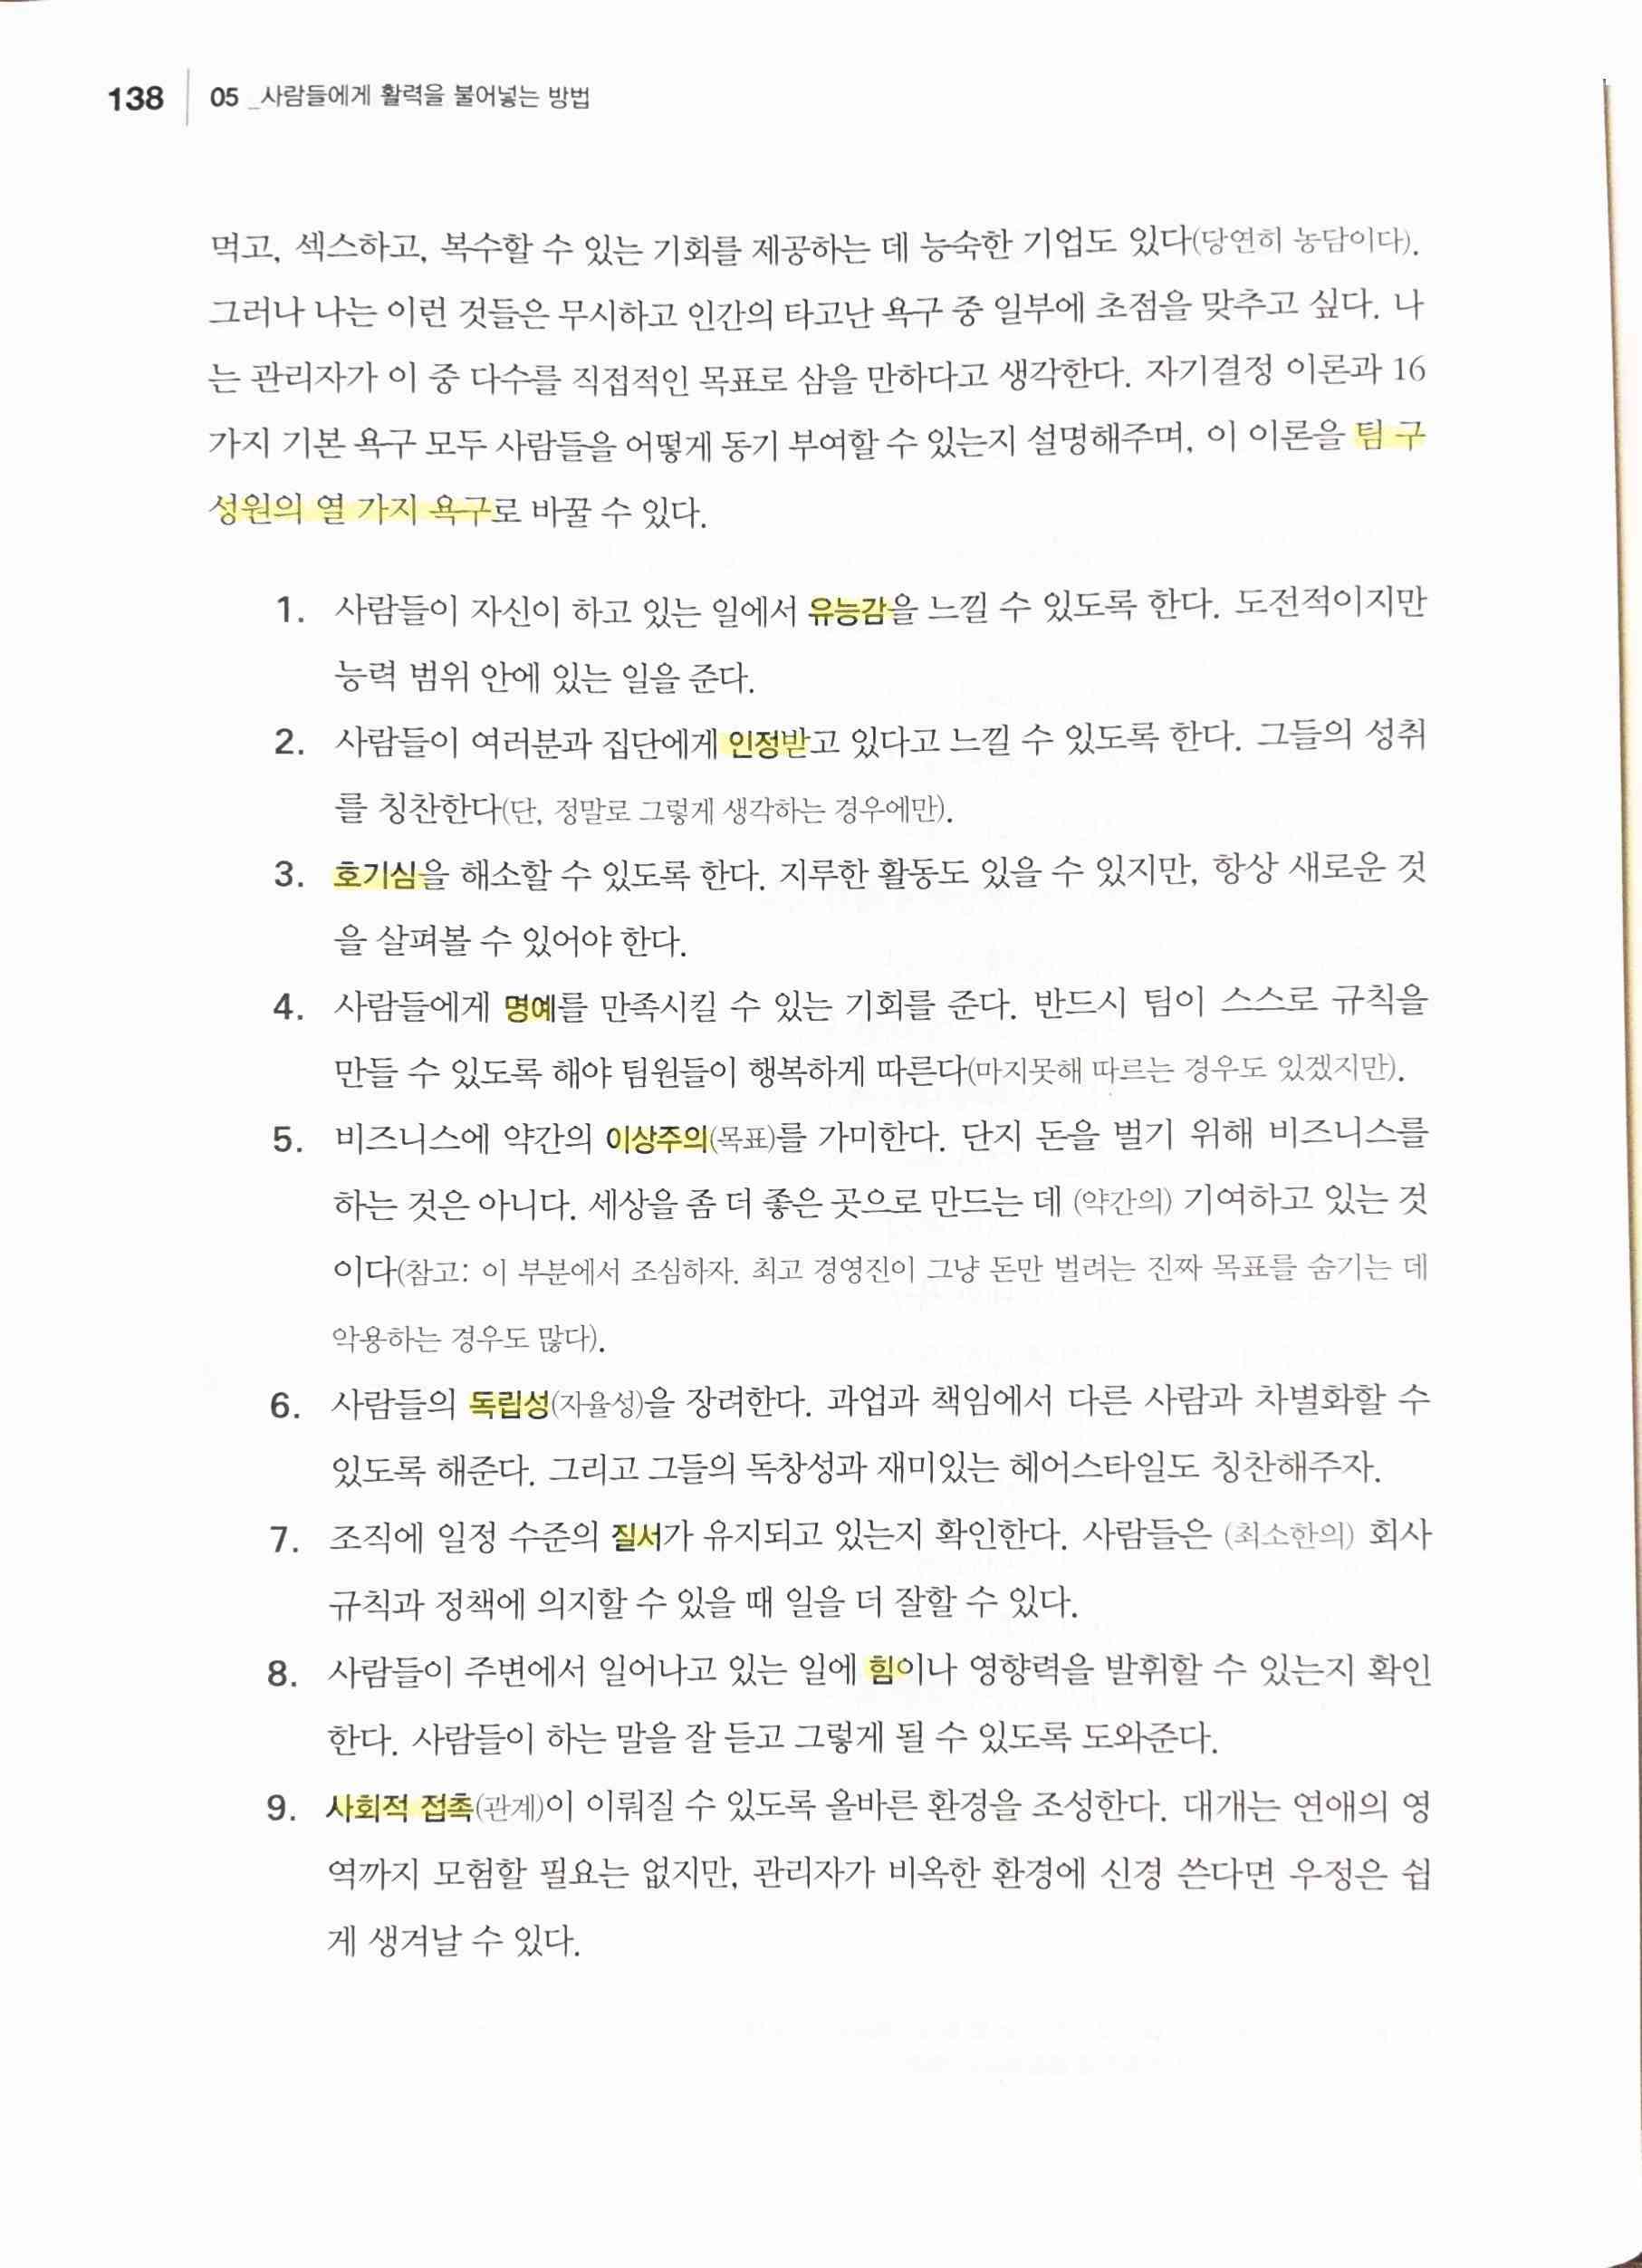 138 05 _사람들에게 활력을 불어넣는 방법
먹고, 섹스하고, 복수할 수 있는 기회를 제공하는 데 능숙한 기업도 있다(당연히 농담이다).
그러나 나는 이런 것들은 무시하고 인간의 타고난 욕구 중 일부에 초점을 맞추고 싶다. 나
는 관리자가 이 중 다수를 직접적인 목표로 삼을 만하다고 생각한다. 자기결정 이론과 16
가지 기본 욕구 모두 사람들을 어떻게 동기 부여할 수 있는지 설명해주며, 이 이론을 팀 구
성원의 열 가지 욕구로 바꿀 수 있다.
1. 사람들이 자신이 하고 있는 일에서 유능감을 느낄 수 있도록 한다. 도전적이지만
능력 범위 안에 있는 일을 준다.
2. 사람들이 여러분과 집단에게 인정받고 있다고 느낄 수 있도록 한다. 그들의 성취
를 칭찬한다(단, 정말로 그렇게 생각하는 경우에만).
3. 호기심을 해소할 수 있도록 한다. 지루한 활동도 있을 수 있지만, 항상 새로운 것
을 살펴볼 수 있어야 한다.
4. 사람들에게 명예를 만족시킬 수 있는 기회를 준다. 반드시 팀이 스스로 규칙을
만들 수 있도록 해야 팀원들이 행복하게 따른다(마지못해 따르는 경우도 있겠지만).
5. 비즈니스에 약간의 이상주의(목표)를 가미한다. 단지 돈을 벌기 위해 비즈니스를
하는 것은 아니다. 세상을 좀 더 좋은 곳으로 만드는 데 (약간의) 기여하고 있는 것
이다(참고: 이 부분에서 조심하자. 최고 경영진이 그냥 돈만 벌려는 진짜 목표를 숨기는 데
악용하는 경우도 많다).
6. 사람들의 독립성(자율성)을 장려한다. 과업과 책임에서 다른 사람과 차별화할 수
있도록 해준다. 그리고 그들의 독창성과 재미있는 헤어스타일도 칭찬해주자.
7. 조직에 일정 수준의 질서가 유지되고 있는지 확인한다. 사람들은 (최소한의) 회사
규칙과 정책에 의지할 수 있을 때 일을 더 잘할 수 있다.
8. 사람들이 주변에서 일어나고 있는 일에 힘이나 영향력을 발휘할 수 있는지 확인
한다. 사람들이 하는 말을 잘 듣고 그렇게 될 수 있도록 도와준다.
9. 사회적 접촉(관계)이 이뤄질 수 있도록 올바른 환경을 조성한다. 대개는 연애의 영
역까지 모험할 필요는 없지만, 관리자가 비옥한 환경에 신경 쓴다면 우정은 쉽
게 생겨날 수 있다.